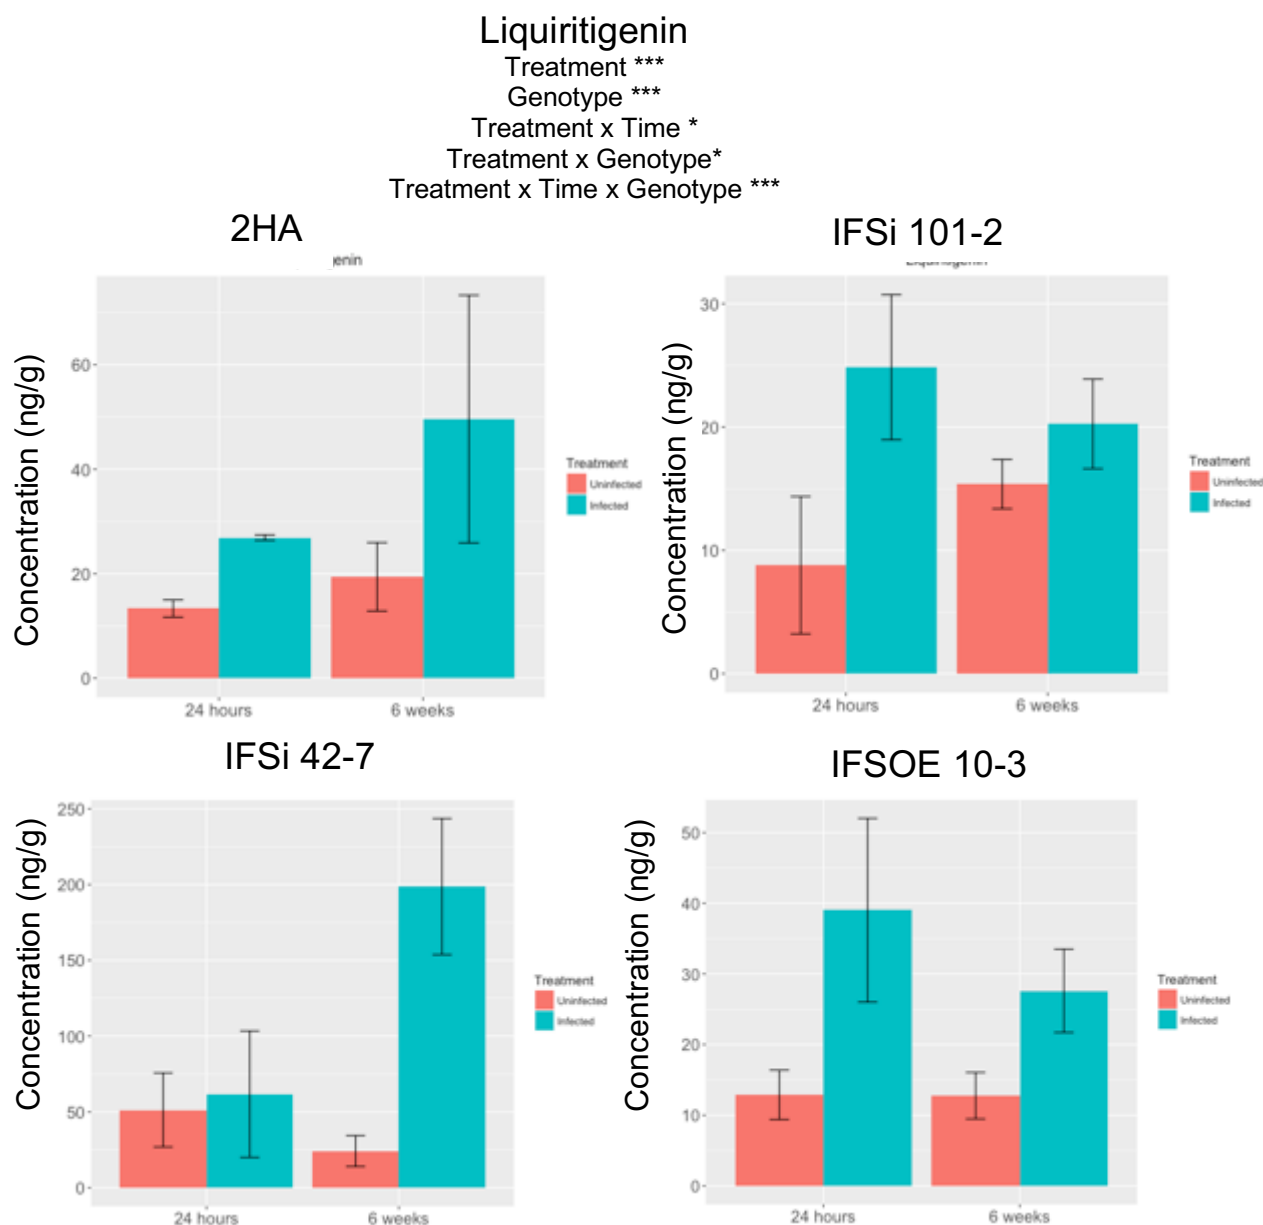 Liquiritigenin
Treatment ***
Genotype ***
Treatment x Time *
Treatment x Genotype*
Treatment x Time x Genotype ***
2HA
enin
Concentration (ng/g)
60
40
20
0
24 hours
6 weeks
Treatment
Uninfected
Infected
IFSi 101-2
Concentration (ng/g)
30
20
10
0
24 hours
6 weeks
Treatment
Uninfected
Infected
IFSi 42-7
Concentration (ng/g)
250
200
150
100
50
0
24 hours
6 weeks
Treatment
Uninfected
Infected
IFSOE 10-3
Concentration (ng/g)
50
40
30
20
10
0
24 hours
6 weeks
Treatment
Uninfected
Infected